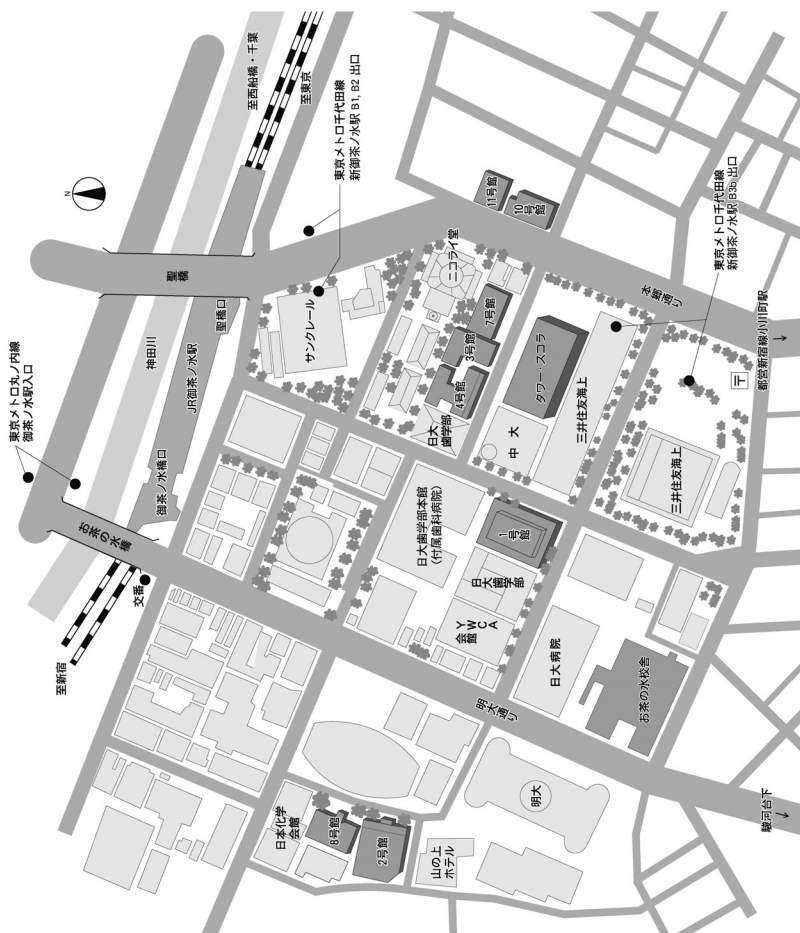 至西船橋・千葉
至東京
N
東京メトロ千代田線
新御茶ノ水駅 B1, B2 出口
聖橋
聖橋口
神田川
JR御茶ノ水駅
御茶ノ水橋口
東京メトロ丸ノ内線
御茶ノ水駅入口
お茶の水橋
交番
至新宿
サンクレール
ニコライ堂
11号館
10号館
7号館
3号館
4号館
日大
歯学部
本郷通り
東京メトロ千代田線
新御茶ノ水駅 B3b 出口
タワー・スコラ
中大
三井住友海上
三井住友海上
〒
都営新宿線小川町駅
↓
日大歯学部本館
(付属歯科病院)
1号館
日大歯学部
YWCA
会館
日大病院
お茶の水校舎
明大通り
日本化学
会館
8号館
2号館
山の上
ホテル
明大
駿河台下
↓